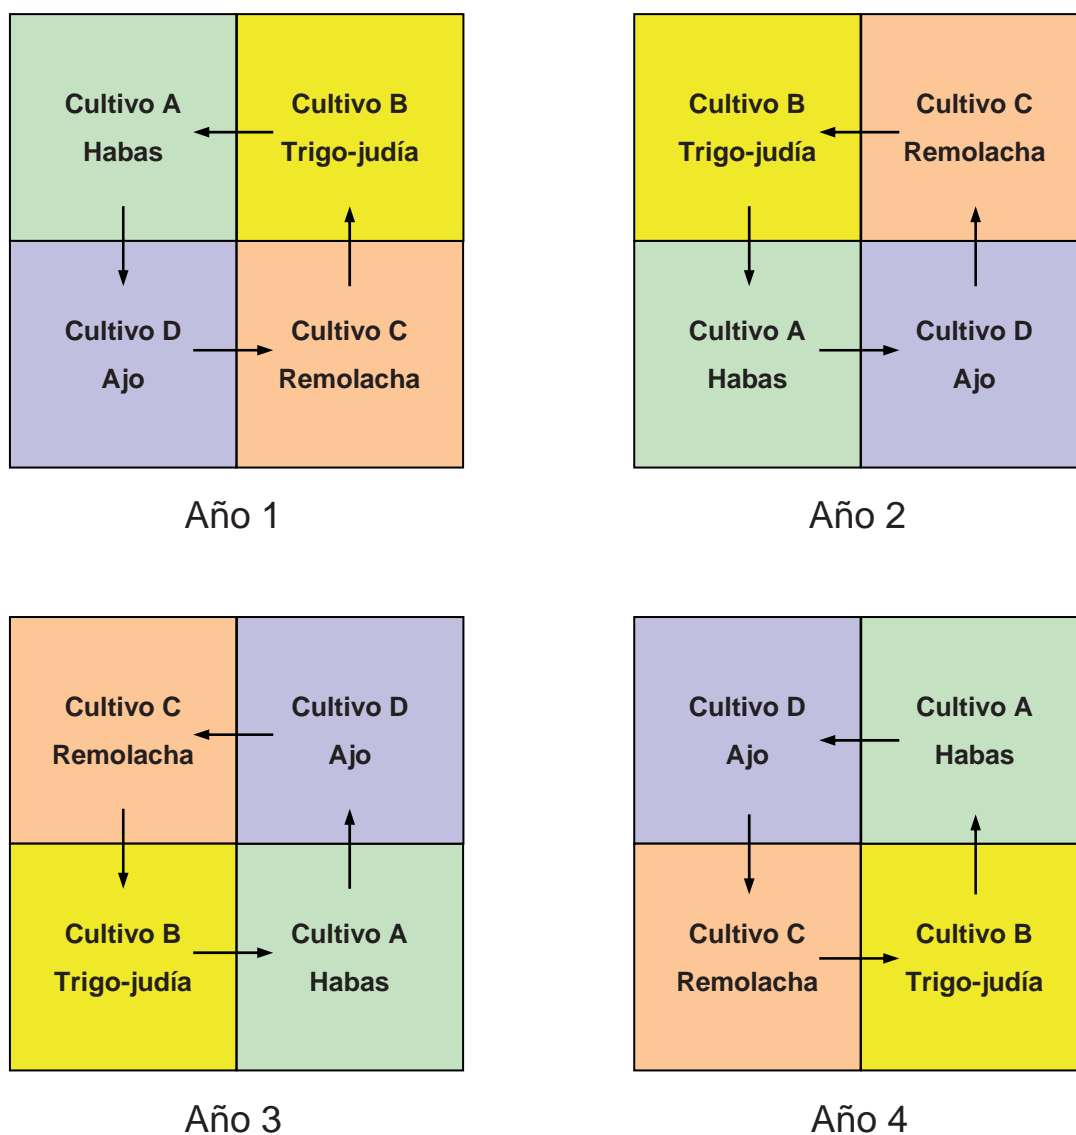 Cultivo A
Habas
Cultivo B
Trigo-judía
Cultivo D
Ajo
Cultivo C
Remolacha
Año 1
Cultivo B
Trigo-judía
Cultivo C
Remolacha
Cultivo A
Habas
Cultivo D
Ajo
Año 2
Cultivo C
Remolacha
Cultivo D
Ajo
Cultivo B
Trigo-judía
Cultivo A
Habas
Año 3
Cultivo D
Ajo
Cultivo A
Habas
Cultivo C
Remolacha
Cultivo B
Trigo-judía
Año 4